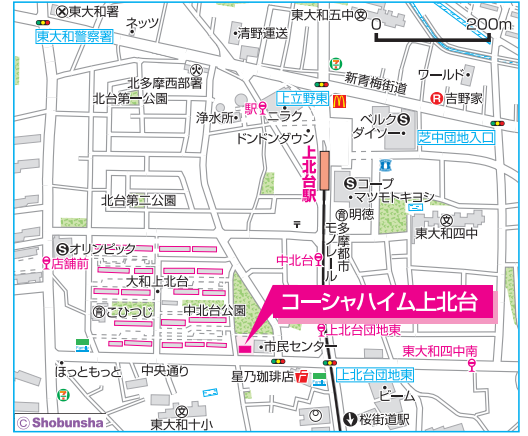 東大和署
ネッツ
東大和警察署
清野運送
東大和五中
0 200m
新青梅街道
ワールド
吉野家
北多摩西部署
北台第一公園
浄水所
駅
上立野東
ニラク
ドンドンダウン
ベルク
ダイソー
芝中団地入口
上北台駅
コープ
マツモトキヨシ
北台第二公園
明徳
東大和四中
多摩都市モノレール
オリンピック
店舗前
中北台
大和上北台
コーシャハイム上北台
こひつじ
中北台公園
上北台団地東
市民センター
東大和四中南
ほっともっと
中央通り
星乃珈琲店
上北台団地東
ビーム
桜街道駅
東大和十小
© Shobunsha